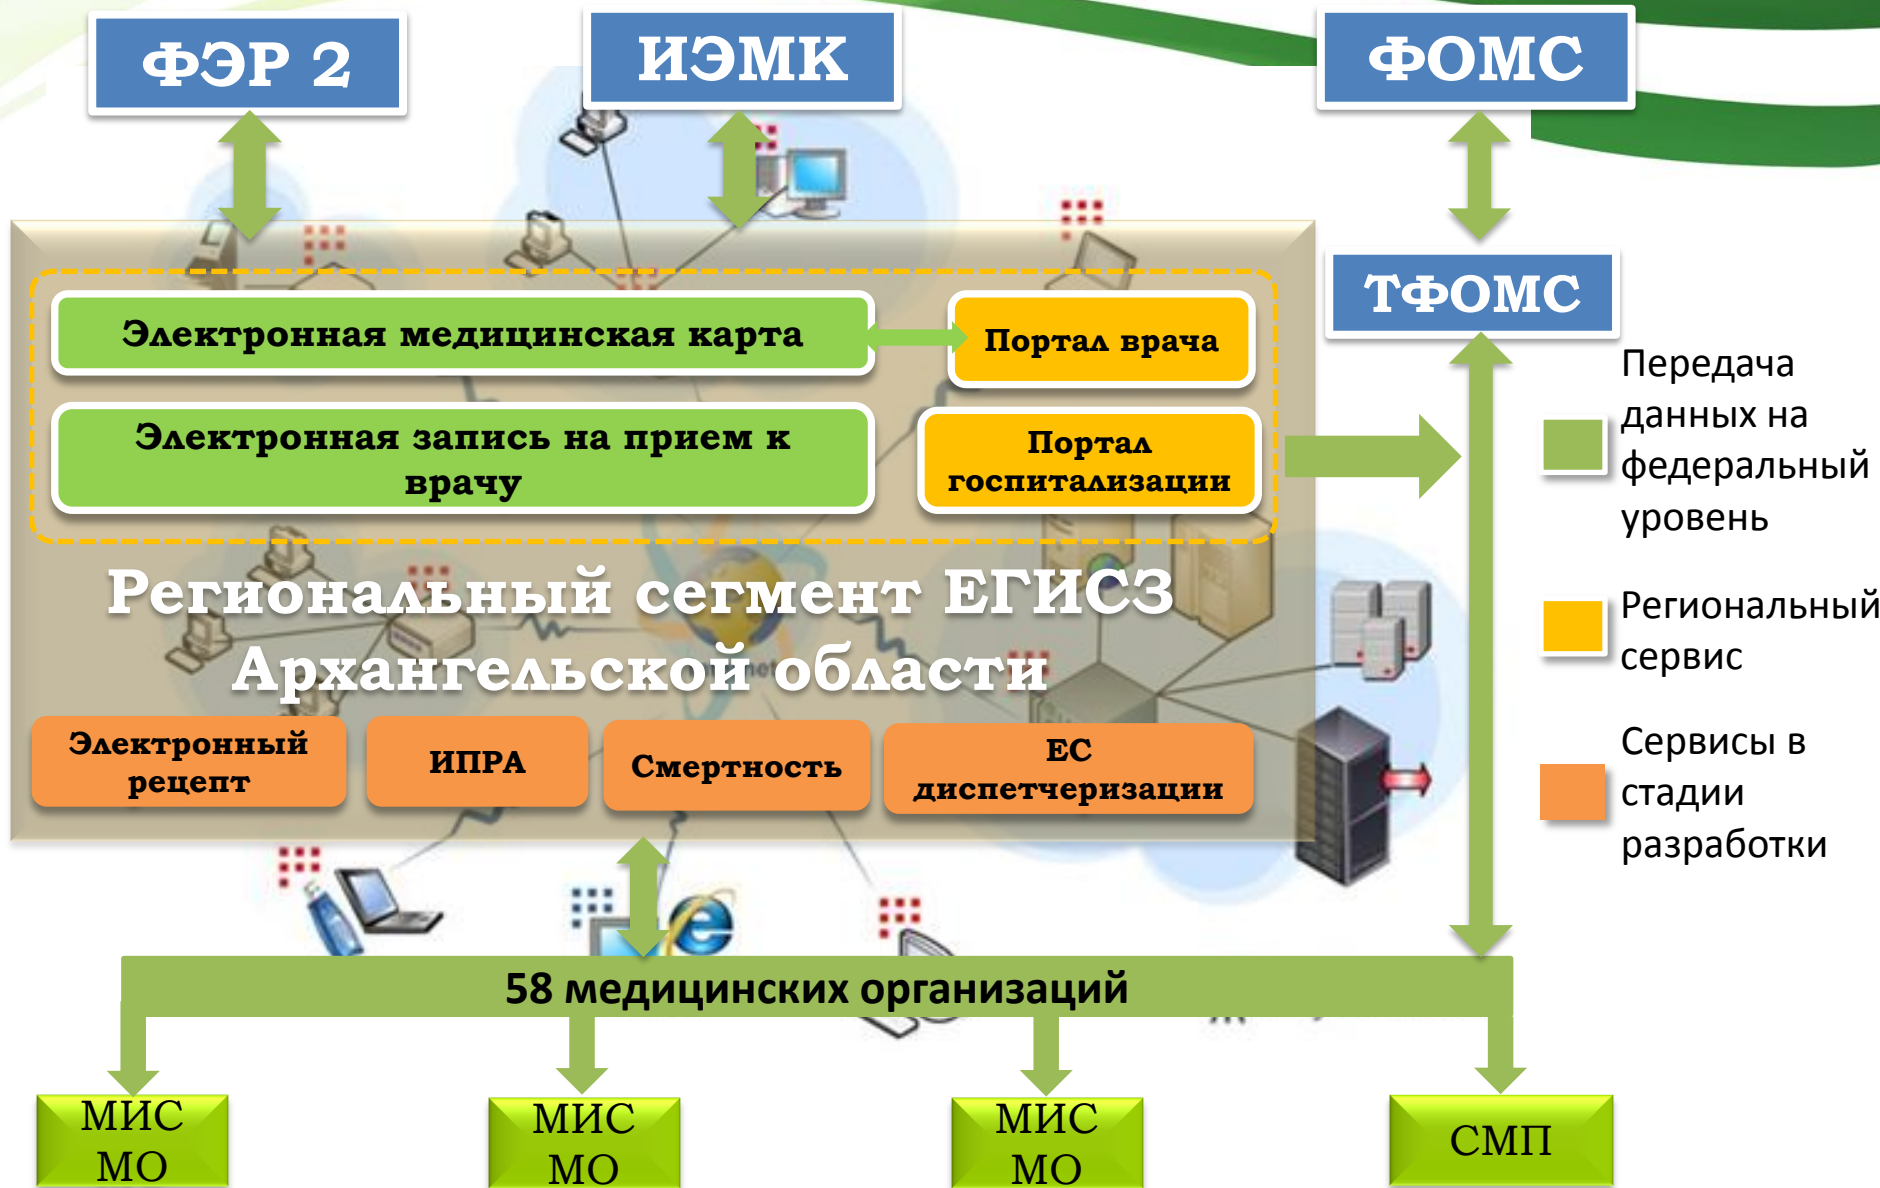 ФЭР 2
ИЭМК
ФОМС
ТФОМС
Электронная медицинская карта
Портал врача
Электронная запись на прием к
врачу
Портал
госпитализации
Региональный сегмент ЕГИСЗ
Архангельской области
Электронный
рецепт
ИПРА
Смертность
ЕС
диспетчеризации
Передача
данных на
федеральный
уровень
Региональный
сервис
Сервисы в
стадии
разработки
58 медицинских организаций
МИС
МО
МИС
МО
МИС
МО
СМП